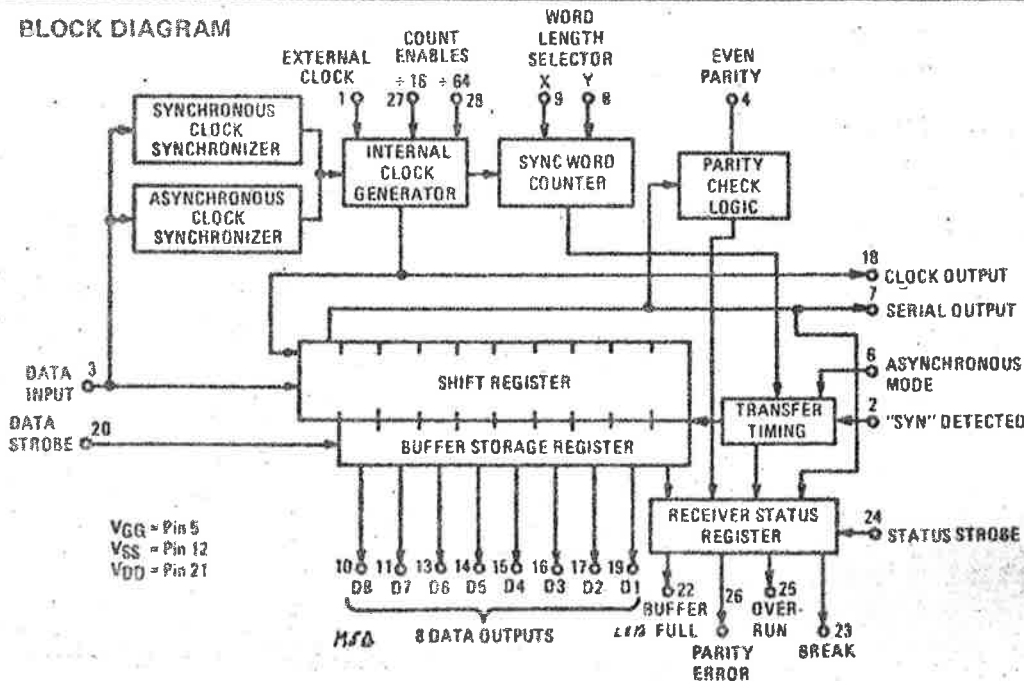 BLOCK DIAGRAM
EXTERNAL
CLOCK
1
COUNT
ENABLES
÷ 16 ÷ 64
27 28
WORD
LENGTH
SELECTOR
X Y
9 8
EVEN
PARITY
4
SYNCHRONOUS
CLOCK
SYNCHRONIZER
ASYNCHRONOUS
CLOCK
SYNCHRONIZER
INTERNAL
CLOCK
GENERATOR
SYNC WORD
COUNTER
PARITY
CHECK
LOGIC
18
CLOCK OUTPUT
7
SERIAL OUTPUT
DATA
INPUT
3
SHIFT REGISTER
6
ASYNCHRONOUS
MODE
2
"SYN" DETECTED
TRANSFER
TIMING
DATA
STROBE
20
BUFFER STORAGE REGISTER
RECEIVER STATUS
REGISTER
24
STATUS STROBE
VGG = Pin 5
VSS = Pin 12
VDD = Pin 21
10 11 13 14 15 16 17 19
D8 D7 D6 D5 D4 D3 D2 D1
MSB
8 DATA OUTPUTS
LSB
22
BUFFER
FULL
26
PARITY
ERROR
25
OVER-
RUN
23
BREAK